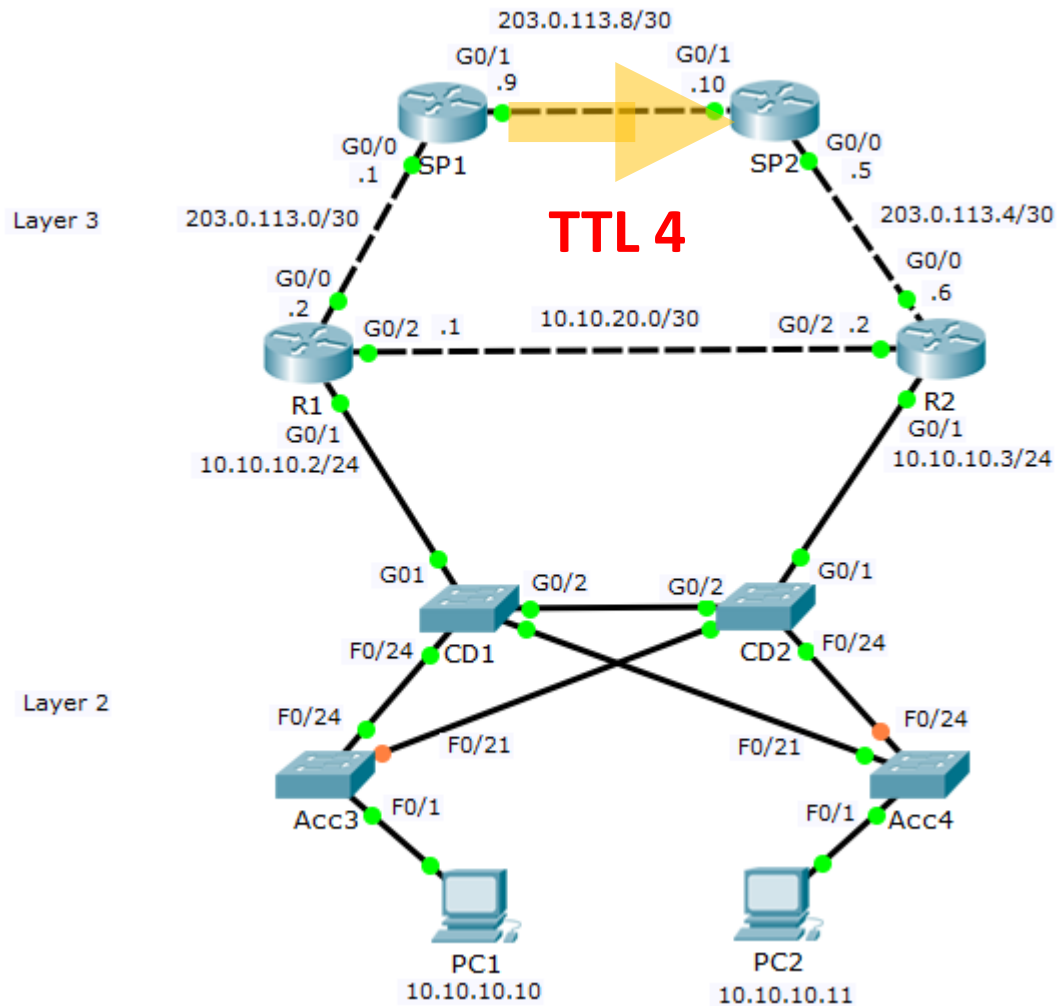 203.0.113.8/30
G0/1
.9
G0/1
.10
SP1
SP2
G0/0
.1
G0/0
.5
Layer 3
203.0.113.0/30
TTL 4
203.0.113.4/30
G0/0
.2
G0/0
.6
G0/2 .1
10.10.20.0/30
G0/2 .2
R1
R2
G0/1
10.10.10.2/24
G0/1
10.10.10.3/24
G01
G0/2
G0/2
G0/1
CD1
CD2
F0/24
F0/24
Layer 2
F0/24
F0/21
F0/21
F0/24
Acc3
F0/1
F0/1
Acc4
PC1
10.10.10.10
PC2
10.10.10.11